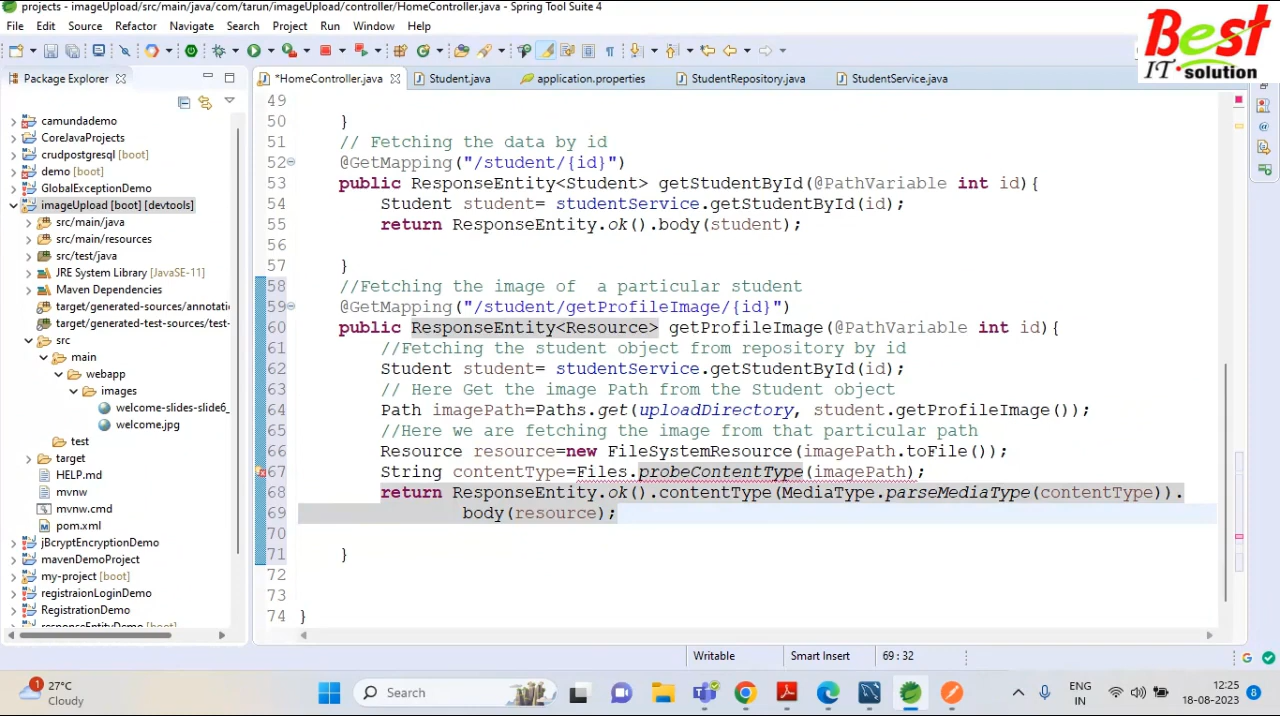 projects - imageUpload/src/main/java/com/tarun/imageUpload/controller/HomeController.java - Spring Tool Suite 4
File Edit Source Refactor Navigate Search Project Run Window Help
Best
IT solution
Package Explorer
*HomeController.java Student.java application.properties StudentRepository.java StudentService.java
camundademo
CoreJavaProjects
crudpostgresql [boot]
demo [boot]
GlobalExceptionDemo
imageUpload [boot] [devtools]
src/main/java
src/main/resources
src/test/java
JRE System Library [JavaSE-11]
Maven Dependencies
target/generated-sources/annotati
target/generated-test-sources/test-
src
main
webapp
images
welcome-slides-slide6_
welcome.jpg
test
target
HELP.md
mvnw
mvnw.cmd
pom.xml
jBcryptEncryptionDemo
mavenDemoProject
my-project [boot]
registraionLoginDemo
RegistrationDemo
responseEntityDemo [boot]
49
50 }
51 // Fetching the data by id
52 @GetMapping("/student/{id}")
53 public ResponseEntity<Student> getStudentById(@PathVariable int id){
54 Student student= studentService.getStudentById(id);
55 return ResponseEntity.ok().body(student);
56
57 }
58 //Fetching the image of  a particular student
59 @GetMapping("/student/getProfileImage/{id}")
60 public ResponseEntity<Resource> getProfileImage(@PathVariable int id){
61 //Fetching the student object from repository by id
62 Student student= studentService.getStudentById(id);
63 // Here Get the image Path from the Student object
64 Path imagePath=Paths.get(uploadDirectory, student.getProfileImage());
65 //Here we are fetching the image from that particular path
66 Resource resource=new FileSystemResource(imagePath.toFile());
67 String contentType=Files.probeContentType(imagePath);
68 return ResponseEntity.ok().contentType(MediaType.parseMediaType(contentType)).
69 body(resource);
70
71 }
72
73
74 }
Writable Smart Insert 69 : 32
1
27°C
Cloudy
Search
ENG
IN
12:25
18-08-2023
8